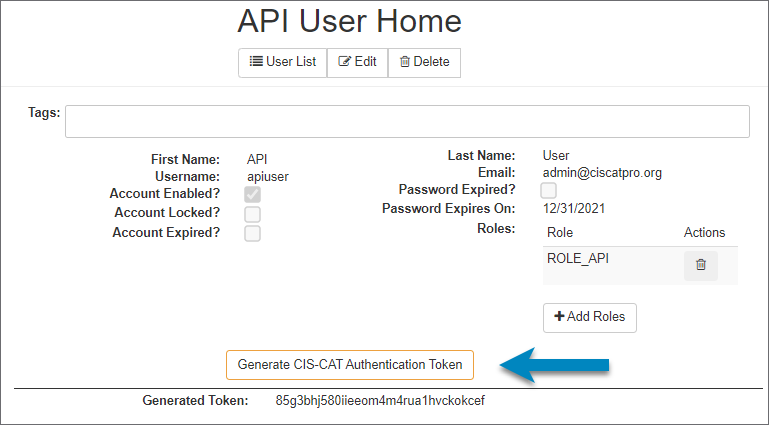 API User Home
User List Edit Delete
Tags:
First Name: API Last Name: User
Username: apiuser Email: admin@ciscatpro.org
Account Enabled? Password Expired?
Account Locked? Password Expires On: 12/31/2021
Account Expired? Roles: Role Actions
ROLE_API
Add Roles
Generate CIS-CAT Authentication Token
Generated Token: 85g3bhj580iieeom4m4rua1hvckokcef